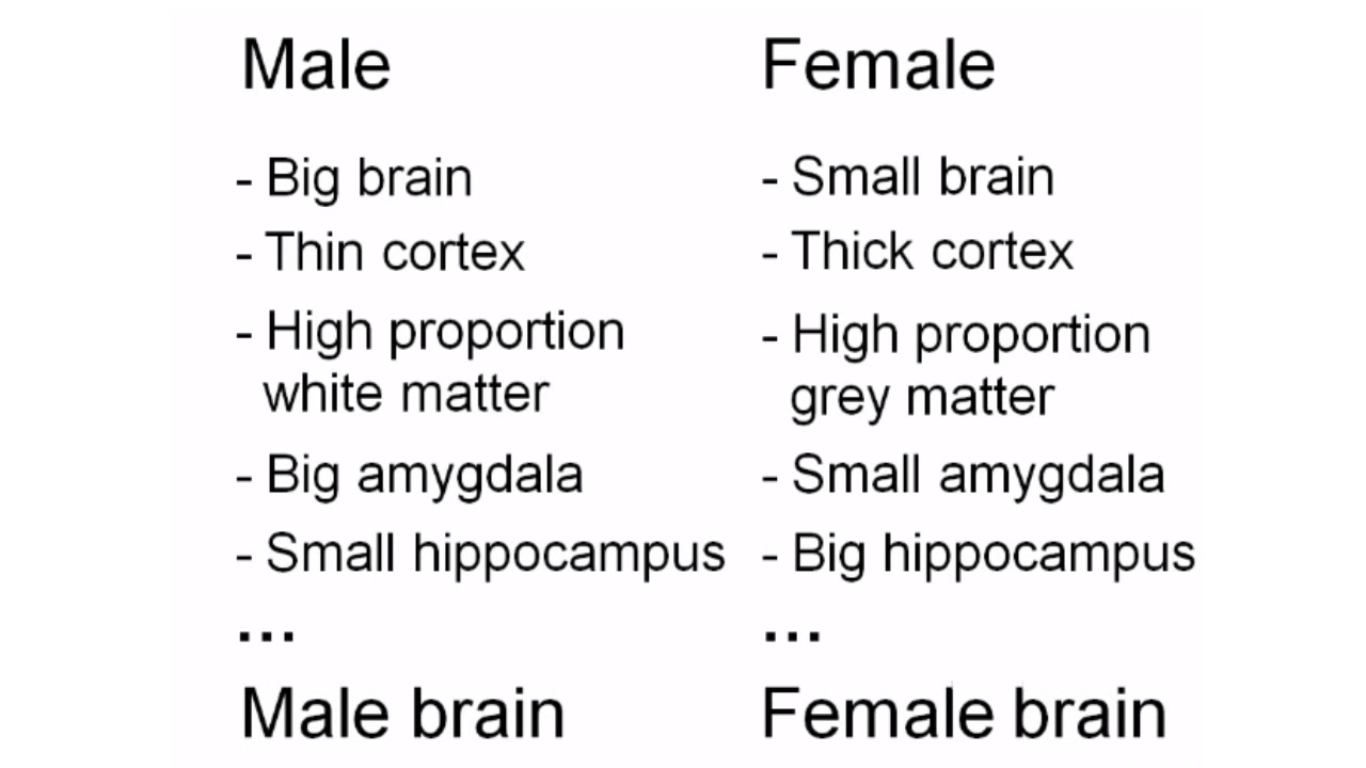 Male
- Big brain
- Thin cortex
- High proportion
white matter
- Big amygdala
- Small hippocampus
...
Male brain
Female
- Small brain
- Thick cortex
- High proportion
grey matter
- Small amygdala
- Big hippocampus
...
Female brain